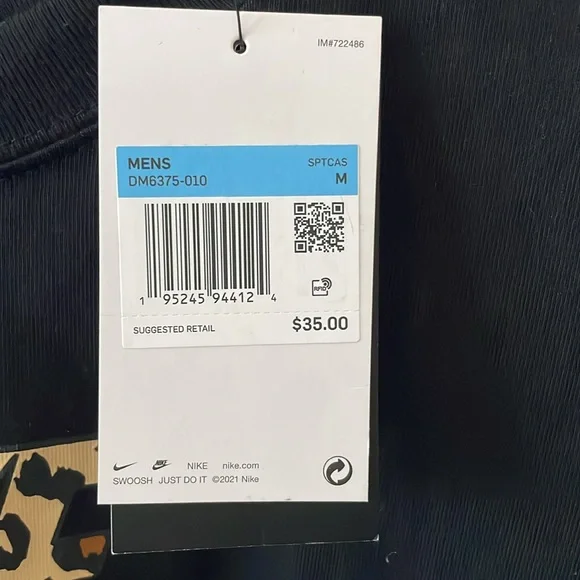 IM#722486
MENS SPTCAS
DM6375-010 M
RFID
1 95245 94412 4
SUGGESTED RETAIL $35.00
NIKE nike.com
SWOOSH JUST DO IT ©2021 Nike